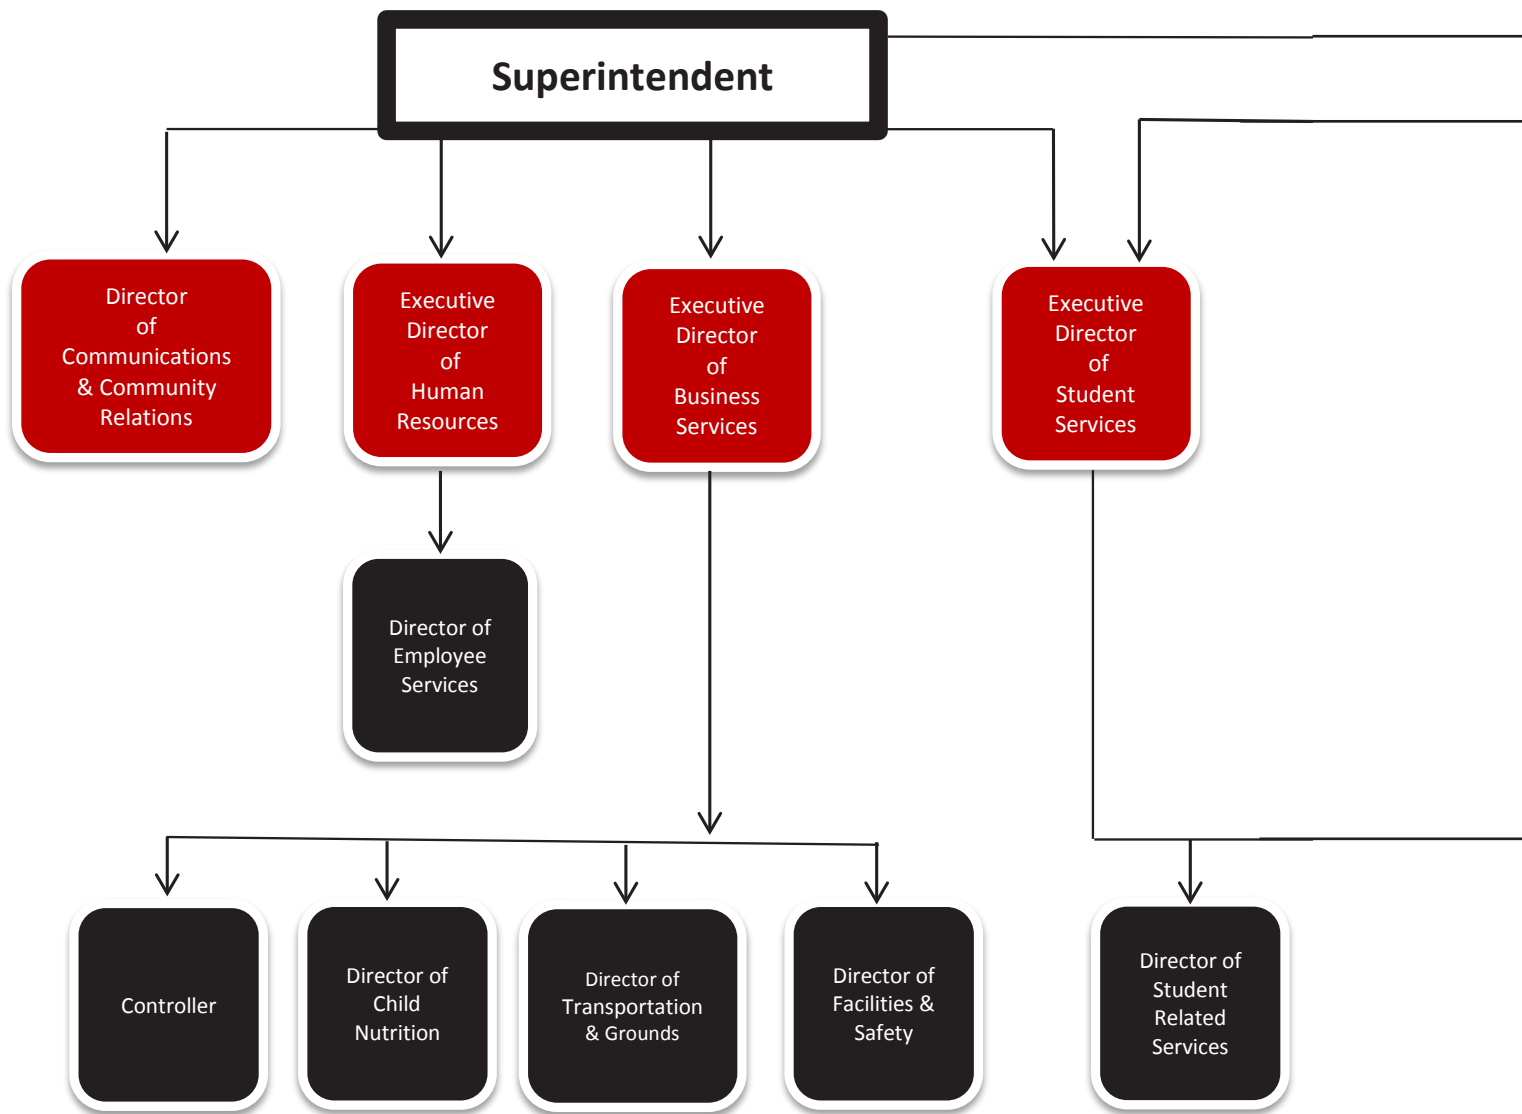 Superintendent
Director
of
Communications
& Community
Relations
Executive
Director
of
Human
Resources
Executive
Director
of
Business
Services
Executive
Director
of
Student
Services
Director of
Employee
Services
Controller
Director of
Child
Nutrition
Director of
Transportation
& Grounds
Director of
Facilities &
Safety
Director of
Student
Related
Services